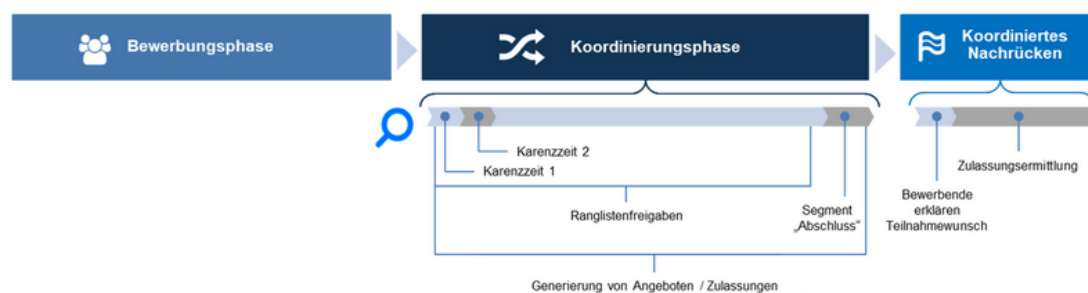 Bewerbungsphase
Koordinierungsphase
Koordiniertes
Nachrücken
Karenzzeit 2
Karenzzeit 1
Ranglistenfreigaben
Segment
„Abschluss“
Generierung von Angeboten / Zulassungen
Zulassungsermittlung
Bewerbende
erklären
Teilnahmewunsch